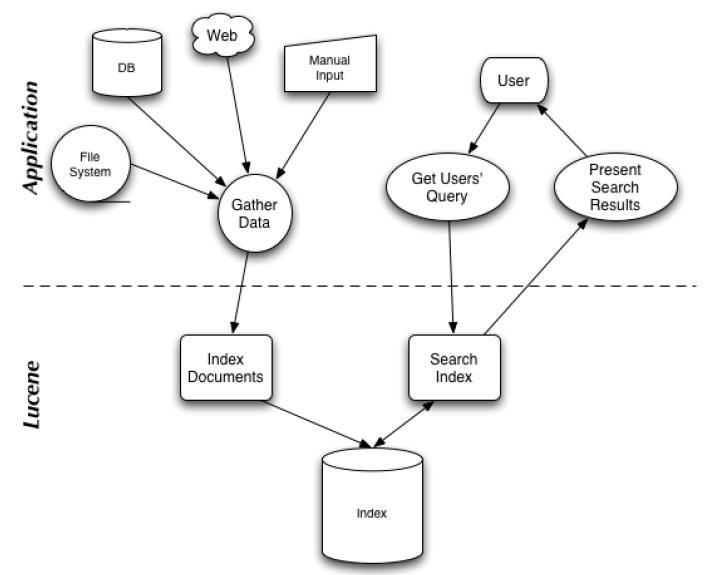 Application
Web
DB
Manual
Input
User
File
System
Get Users'
Query
Present
Search
Results
Gather
Data
Lucene
Index
Documents
Search
Index
Index